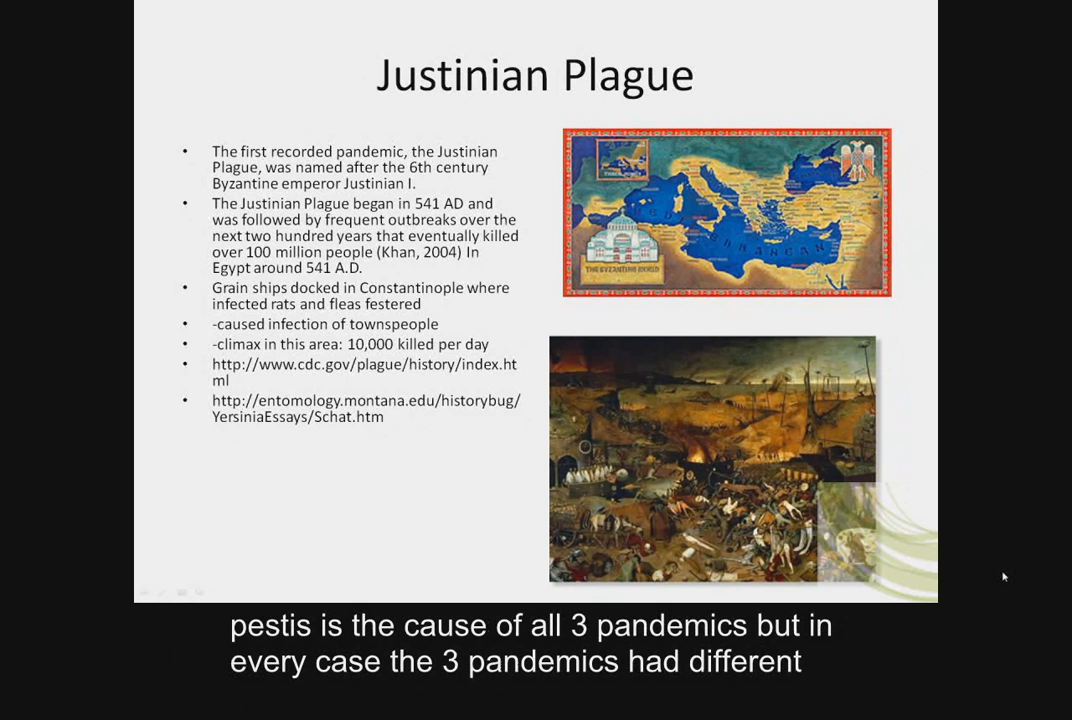 Justinian Plague
• The first recorded pandemic, the Justinian
Plague, was named after the 6th century
Byzantine emperor Justinian I.
• The Justinian Plague began in 541 AD and
was followed by frequent outbreaks over the
next two hundred years that eventually killed
over 100 million people (Khan, 2004) In
Egypt around 541 A.D.
• Grain ships docked in Constantinople where
infected rats and fleas festered
• -caused infection of townspeople
• -climax in this area: 10,000 killed per day
• http://www.cdc.gov/plague/history/index.ht
ml
• http://entomology.montana.edu/historybug/
YersiniaEssays/Schat.htm
THE BYZANTINE WORLD
pestis is the cause of all 3 pandemics but in
every case the 3 pandemics had different